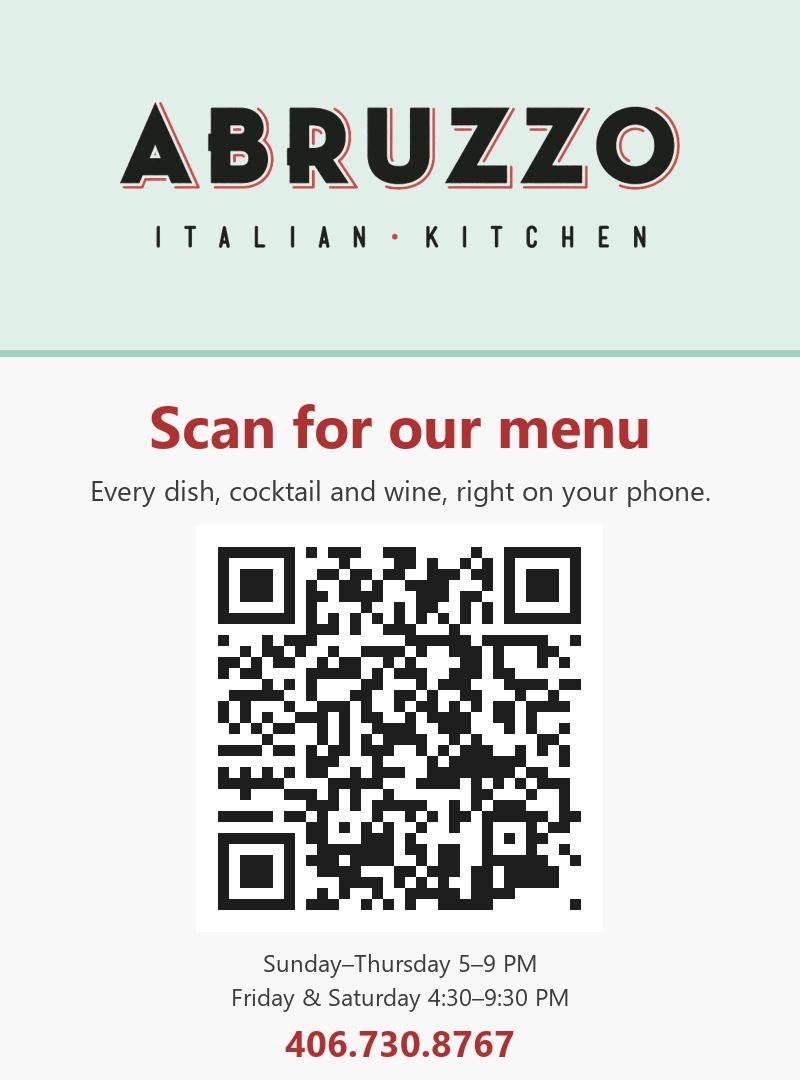 ABRUZZO
ITALIAN·KITCHEN
Scan for our menu
Every dish, cocktail and wine, right on your phone.
Sunday–Thursday 5–9 PM
Friday & Saturday 4:30–9:30 PM
406.730.8767